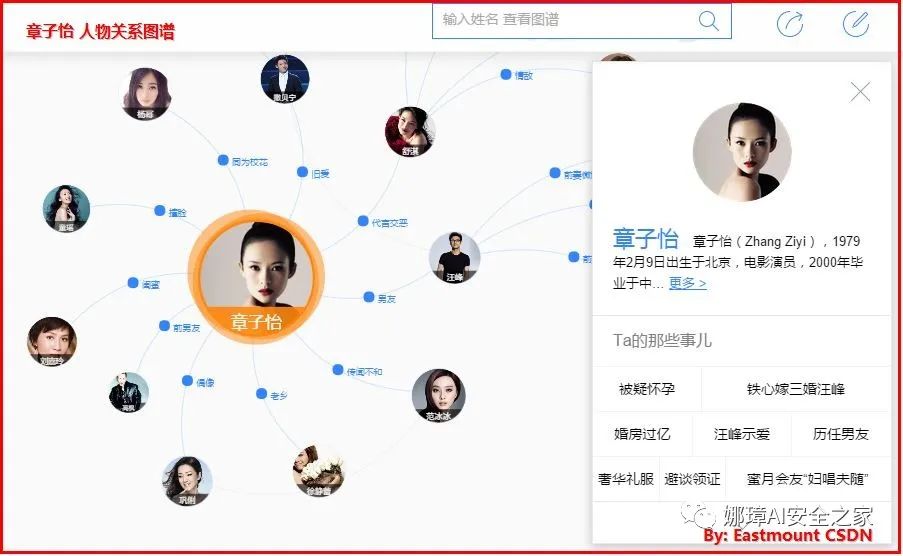 章子怡 人物关系图谱
输入姓名 查看图谱
杨幂
撒贝宁
情敌
舒淇
同为校花
旧爱
前妻
童瑶
撞脸
代言交恶
汪峰
前
闺蜜
男友
章子怡
前男友
刘嘉玲
偶像
老乡
传闻不和
高枫
范冰冰
巩俐
徐静蕾
章子怡 章子怡（Zhang Ziyi），1979
年2月9日出生于北京，电影演员，2000年毕
业于中... 更多 >
Ta的那些事儿
被疑怀孕 铁心嫁三婚汪峰
婚房过亿 汪峰示爱 历任男友
奢华礼服 避谈领证 蜜月会友“妇唱夫随”
娜璋AI安全之家
By: Eastmount CSDN